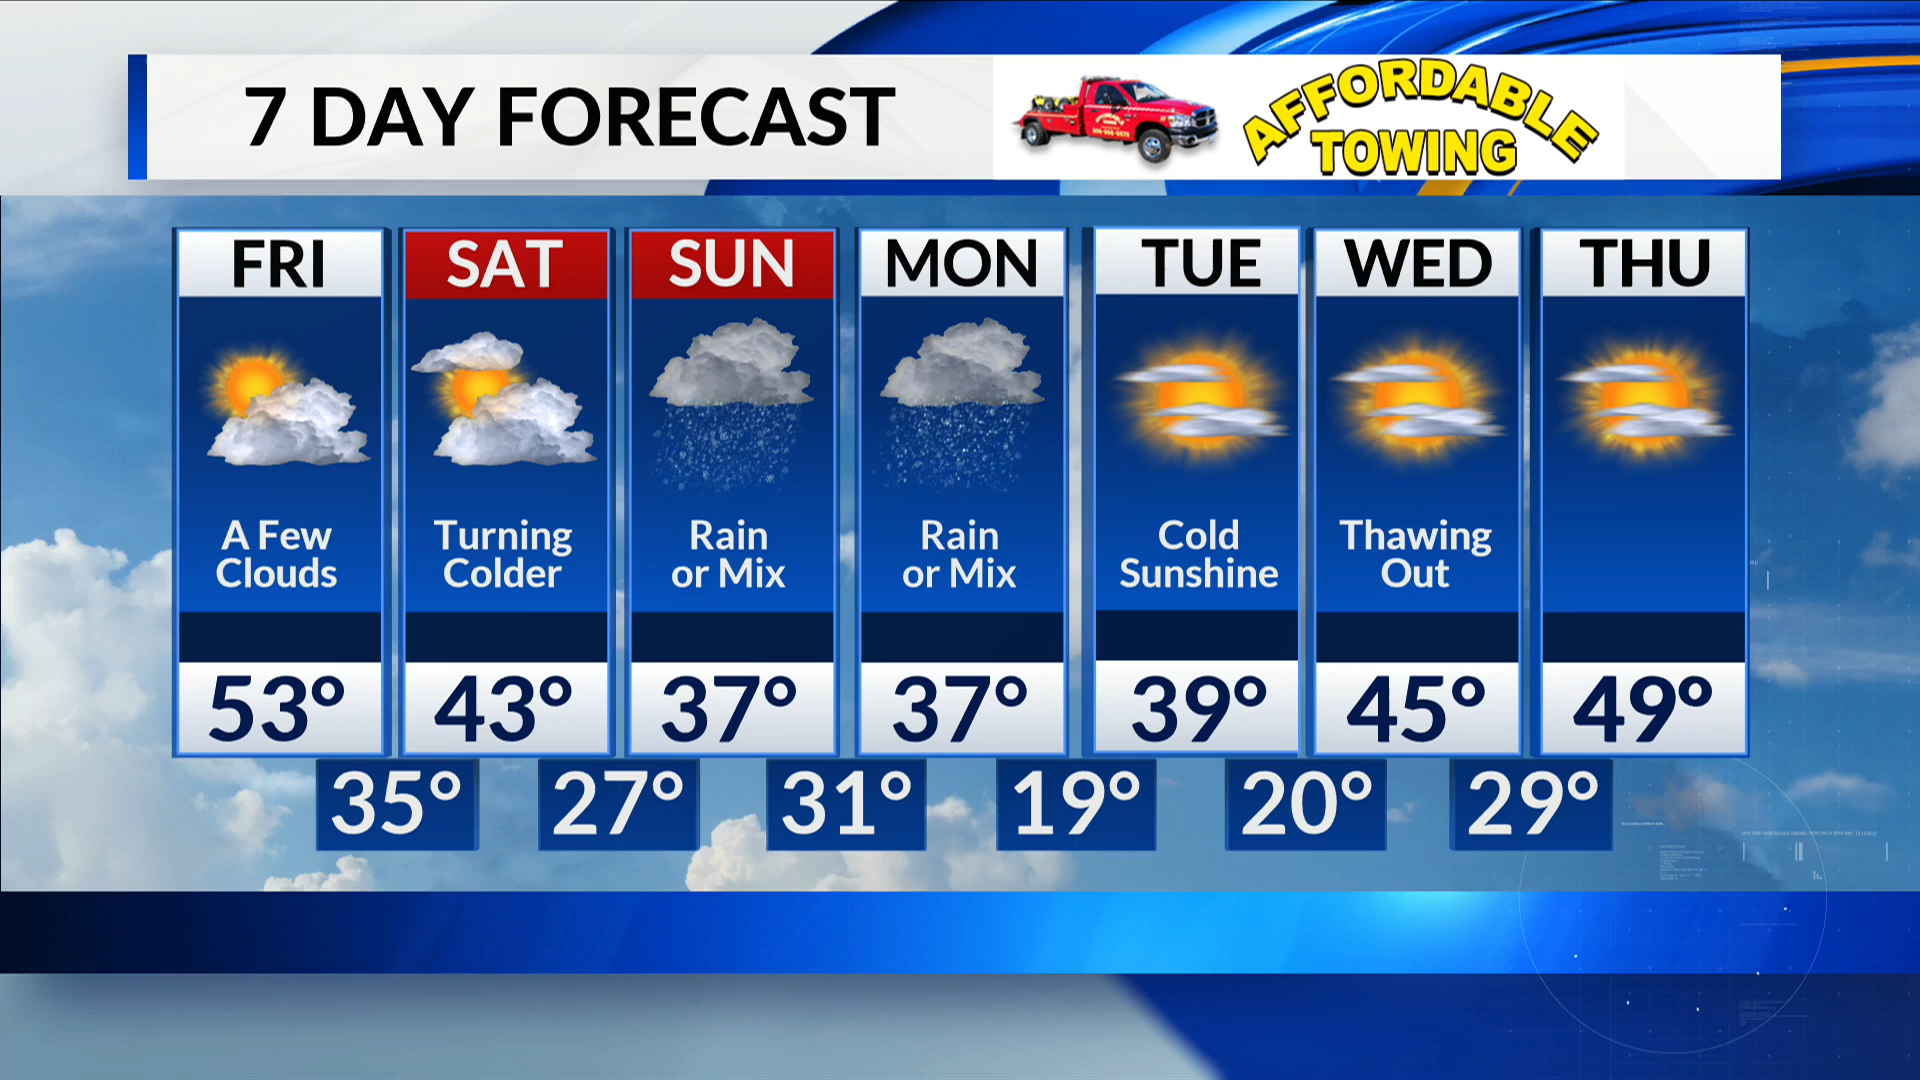 7 DAY FORECAST
AFFORDABLE
TOWING
FRI
SAT
SUN
MON
TUE
WED
THU
A Few
Clouds
Turning
Colder
Rain
or Mix
Rain
or Mix
Cold
Sunshine
Thawing
Out
53°
43°
37°
37°
39°
45°
49°
35°
27°
31°
19°
20°
29°